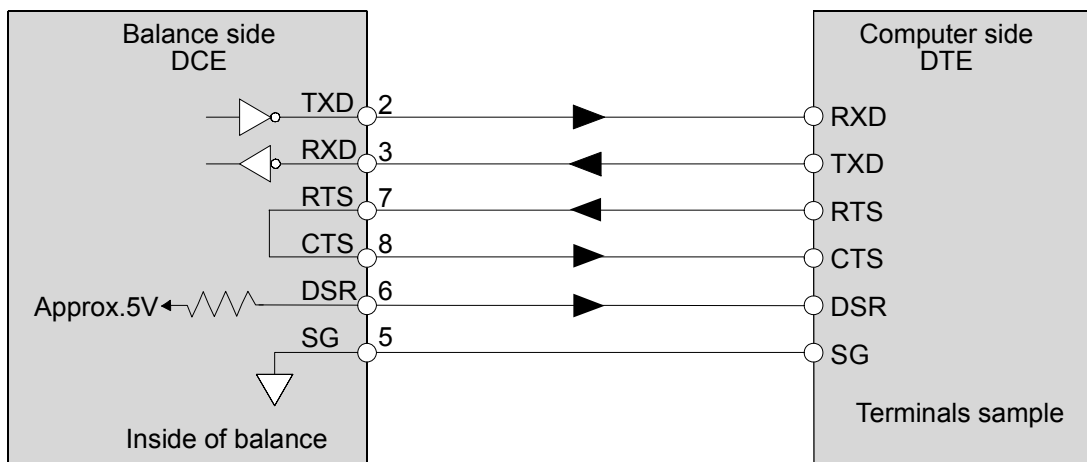 Balance side
DCE
Computer side
DTE
TXD 2 RXD
RXD 3 TXD
RTS 7 RTS
CTS 8 CTS
Approx.5V DSR 6 DSR
SG 5 SG
Inside of balance
Terminals sample